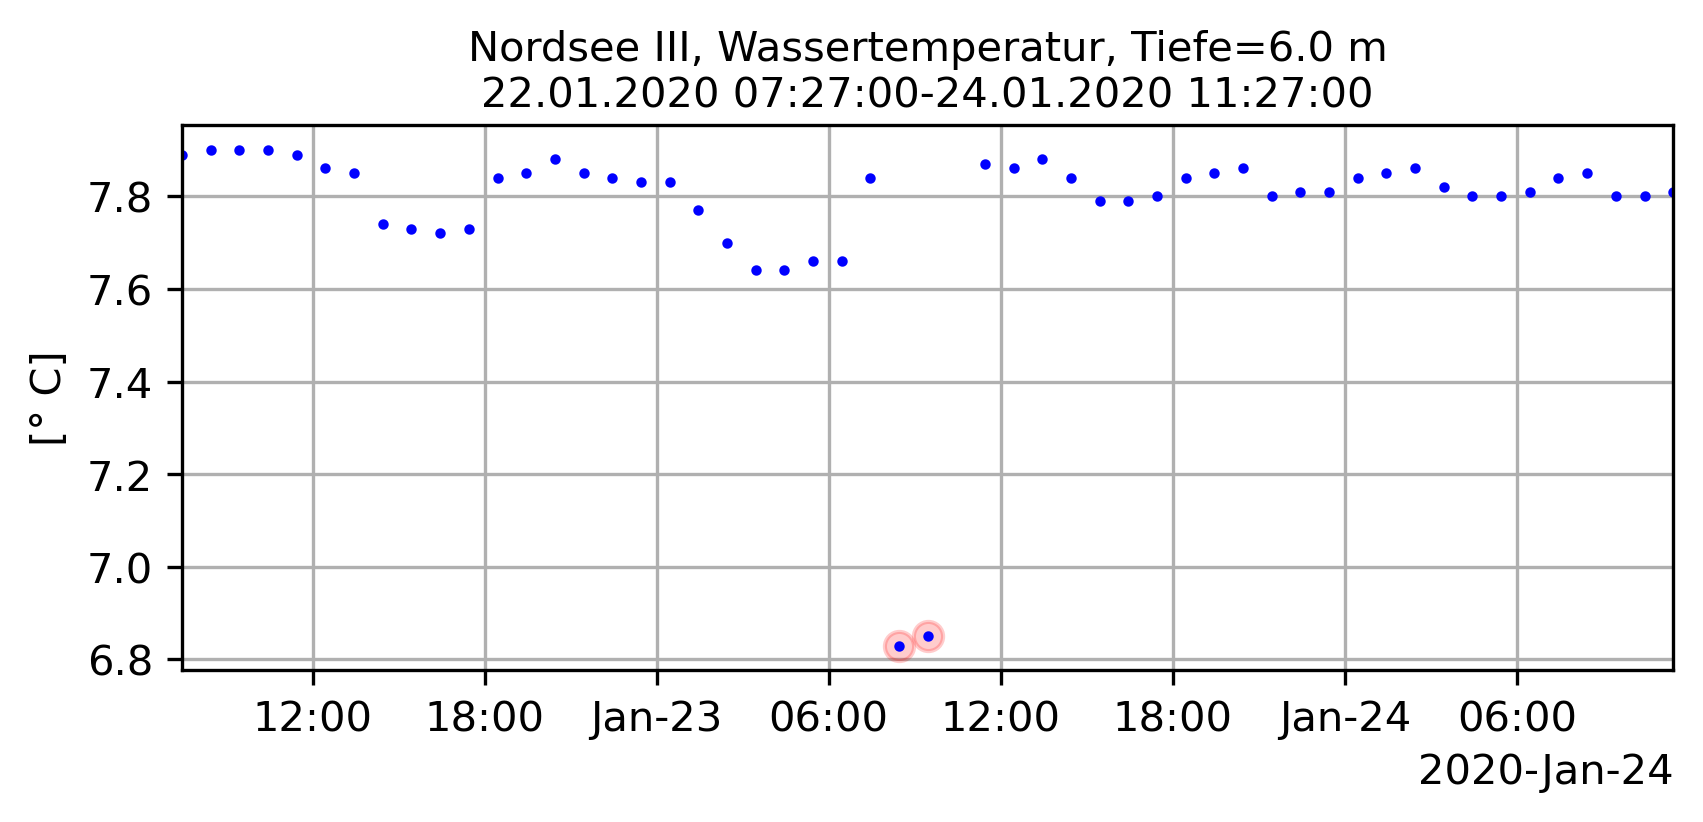 Nordsee III, Wassertemperatur, Tiefe=6.0 m
22.01.2020 07:27:00-24.01.2020 11:27:00
[° C]
7.8
7.6
7.4
7.2
7.0
6.8
12:00 18:00 Jan-23 06:00 12:00 18:00 Jan-24 06:00
2020-Jan-24